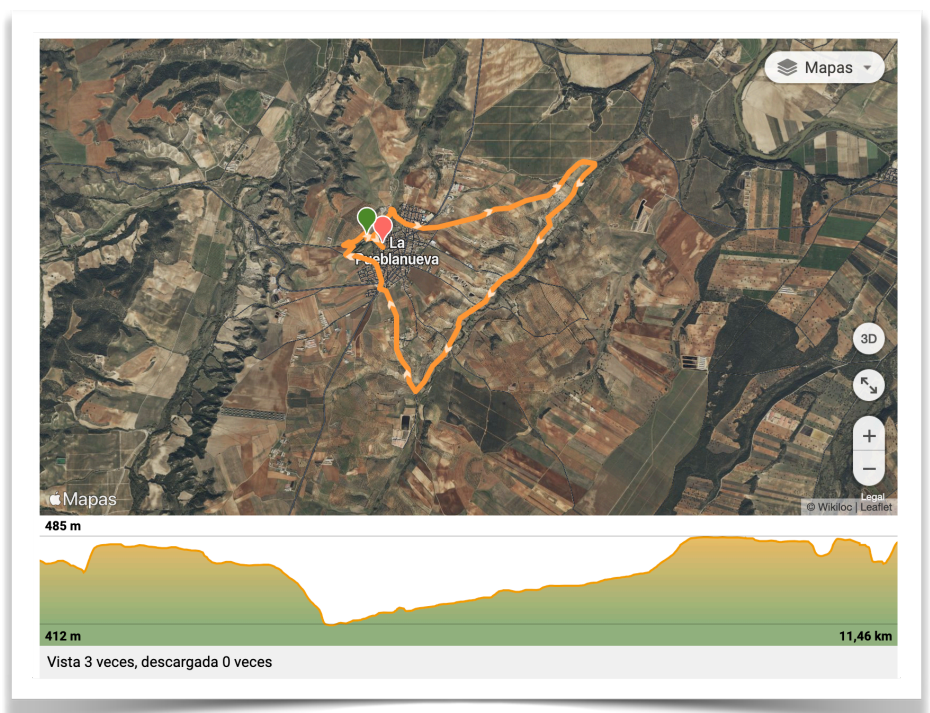 Mapas
La
Pueblanueva
3D
+
−
Mapas
Legal
© Wikiloc | Leaflet
485 m
412 m
11,46 km
Vista 3 veces, descargada 0 veces